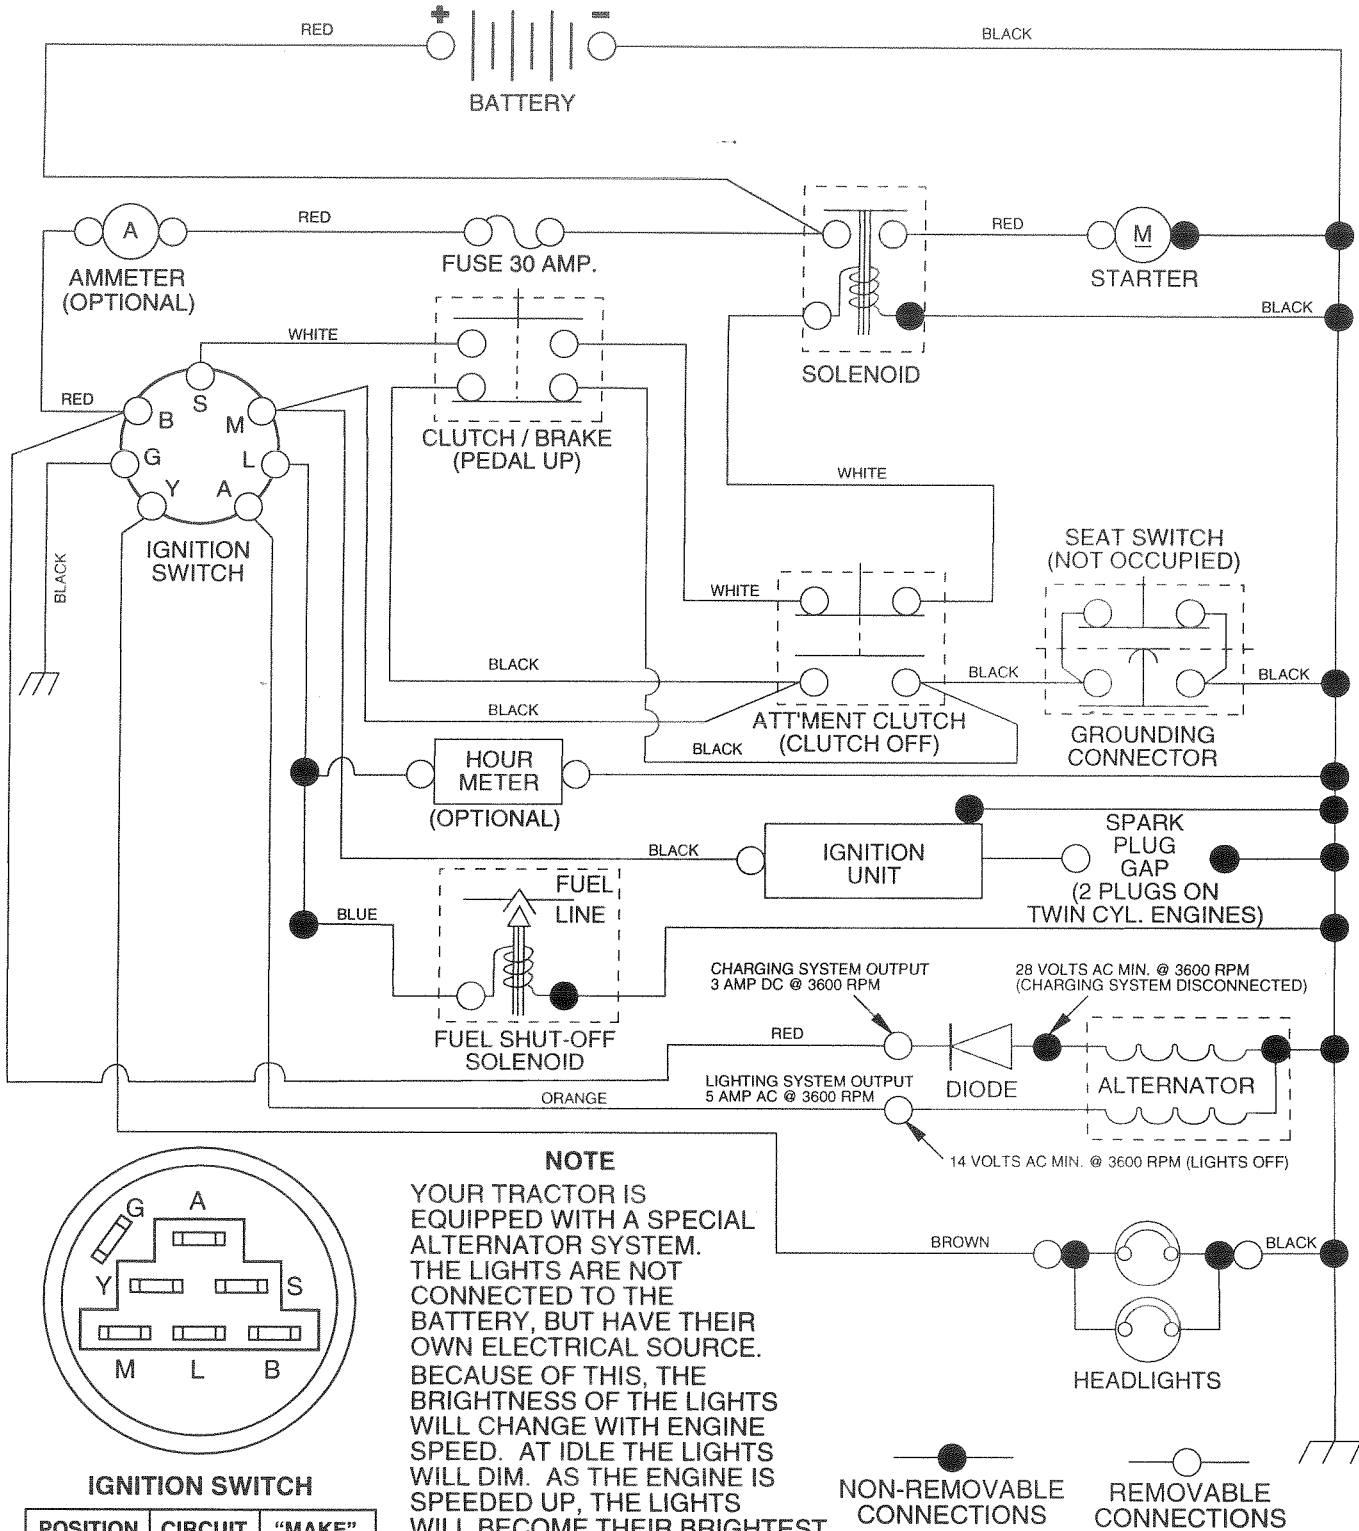 +
−
RED
BLACK
BATTERY
A
RED
RED
M
FUSE 30 AMP.
AMMETER
(OPTIONAL)
STARTER
WHITE
BLACK
SOLENOID
RED
S
B
M
G
L
Y
A
CLUTCH / BRAKE
(PEDAL UP)
WHITE
IGNITION
SWITCH
BLACK
SEAT SWITCH
(NOT OCCUPIED)
WHITE
BLACK
BLACK
BLACK
BLACK
ATT'MENT CLUTCH
(CLUTCH OFF)
BLACK
GROUNDING
CONNECTOR
HOUR
METER
(OPTIONAL)
BLACK
IGNITION
UNIT
SPARK
PLUG
GAP
(2 PLUGS ON
TWIN CYL. ENGINES)
FUEL
LINE
BLUE
CHARGING SYSTEM OUTPUT
3 AMP DC @ 3600 RPM
28 VOLTS AC MIN. @ 3600 RPM
(CHARGING SYSTEM DISCONNECTED)
FUEL SHUT-OFF
SOLENOID
RED
DIODE
ALTERNATOR
LIGHTING SYSTEM OUTPUT
5 AMP AC @ 3600 RPM
ORANGE
14 VOLTS AC MIN. @ 3600 RPM (LIGHTS OFF)
G
A
Y
S
M
L
B
NOTE
YOUR TRACTOR IS
EQUIPPED WITH A SPECIAL
ALTERNATOR SYSTEM.
THE LIGHTS ARE NOT
CONNECTED TO THE
BATTERY, BUT HAVE THEIR
OWN ELECTRICAL SOURCE.
BECAUSE OF THIS, THE
BRIGHTNESS OF THE LIGHTS
WILL CHANGE WITH ENGINE
SPEED. AT IDLE THE LIGHTS
WILL DIM. AS THE ENGINE IS
SPEEDED UP, THE LIGHTS
WILL BECOME THEIR BRIGHTEST
BROWN
BLACK
HEADLIGHTS
IGNITION SWITCH
POSITION CIRCUIT "MAKE"
NON-REMOVABLE
CONNECTIONS
REMOVABLE
CONNECTIONS